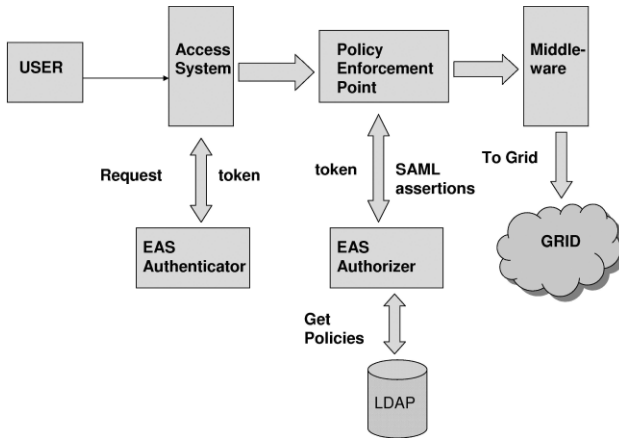 USER
Access
System
Policy
Enforcement
Point
Middle-
ware
Request
token
token
SAML
assertions
To Grid
EAS
Authenticator
EAS
Authorizer
GRID
Get
Policies
LDAP